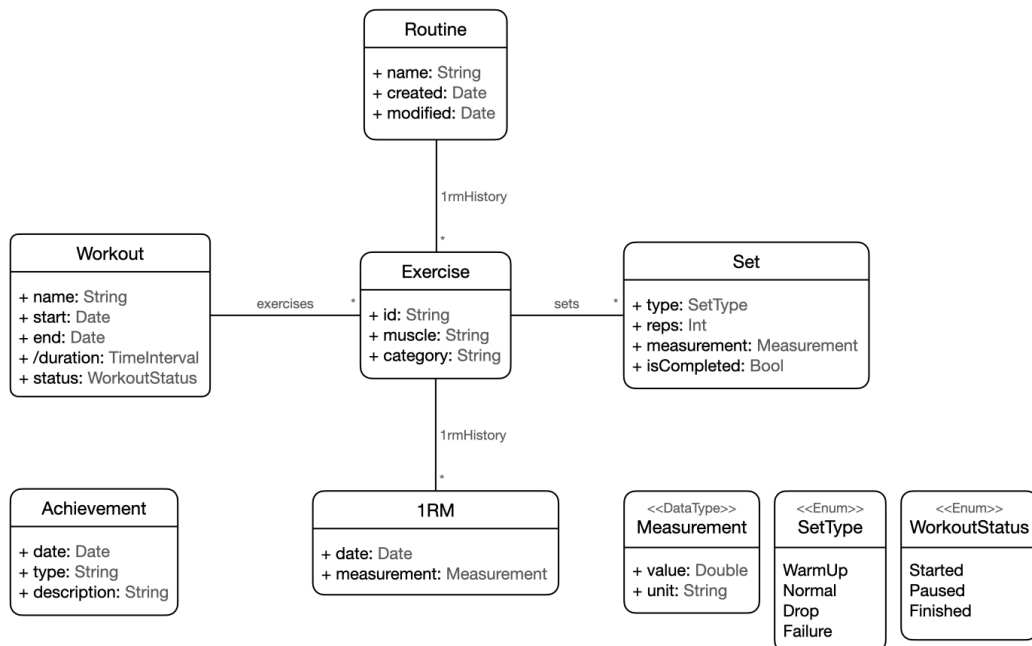 Routine
+ name: String
+ created: Date
+ modified: Date
1rmHistory
*
Workout
+ name: String
+ start: Date
+ end: Date
+ /duration: TimeInterval
+ status: WorkoutStatus
exercises
*
Exercise
+ id: String
+ muscle: String
+ category: String
sets
*
Set
+ type: SetType
+ reps: Int
+ measurement: Measurement
+ isCompleted: Bool
1rmHistory
*
Achievement
+ date: Date
+ type: String
+ description: String
1RM
+ date: Date
+ measurement: Measurement
<<DataType>>
Measurement
+ value: Double
+ unit: String
<<Enum>>
SetType
WarmUp
Normal
Drop
Failure
<<Enum>>
WorkoutStatus
Started
Paused
Finished